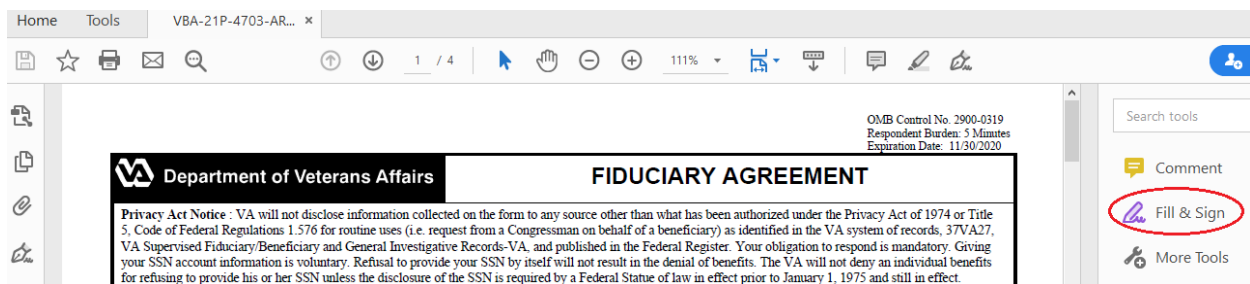 Home Tools VBA-21P-4703-AR... ×
1 / 4 111%
OMB Control No. 2900-0319
Respondent Burden: 5 Minutes
Expiration Date: 11/30/2020
Search tools
VA Department of Veterans Affairs FIDUCIARY AGREEMENT
Comment
Privacy Act Notice : VA will not disclose information collected on the form to any source other than what has been authorized under the Privacy Act of 1974 or Title
5, Code of Federal Regulations 1.576 for routine uses (i.e. request from a Congressman on behalf of a beneficiary) as identified in the VA system of records, 37VA27,
VA Supervised Fiduciary/Beneficiary and General Investigative Records-VA, and published in the Federal Register. Your obligation to respond is mandatory. Giving
your SSN account information is voluntary. Refusal to provide your SSN by itself will not result in the denial of benefits. The VA will not deny an individual benefits
for refusing to provide his or her SSN unless the disclosure of the SSN is required by a Federal Statue of law in effect prior to January 1, 1975 and still in effect.
Fill & Sign
More Tools